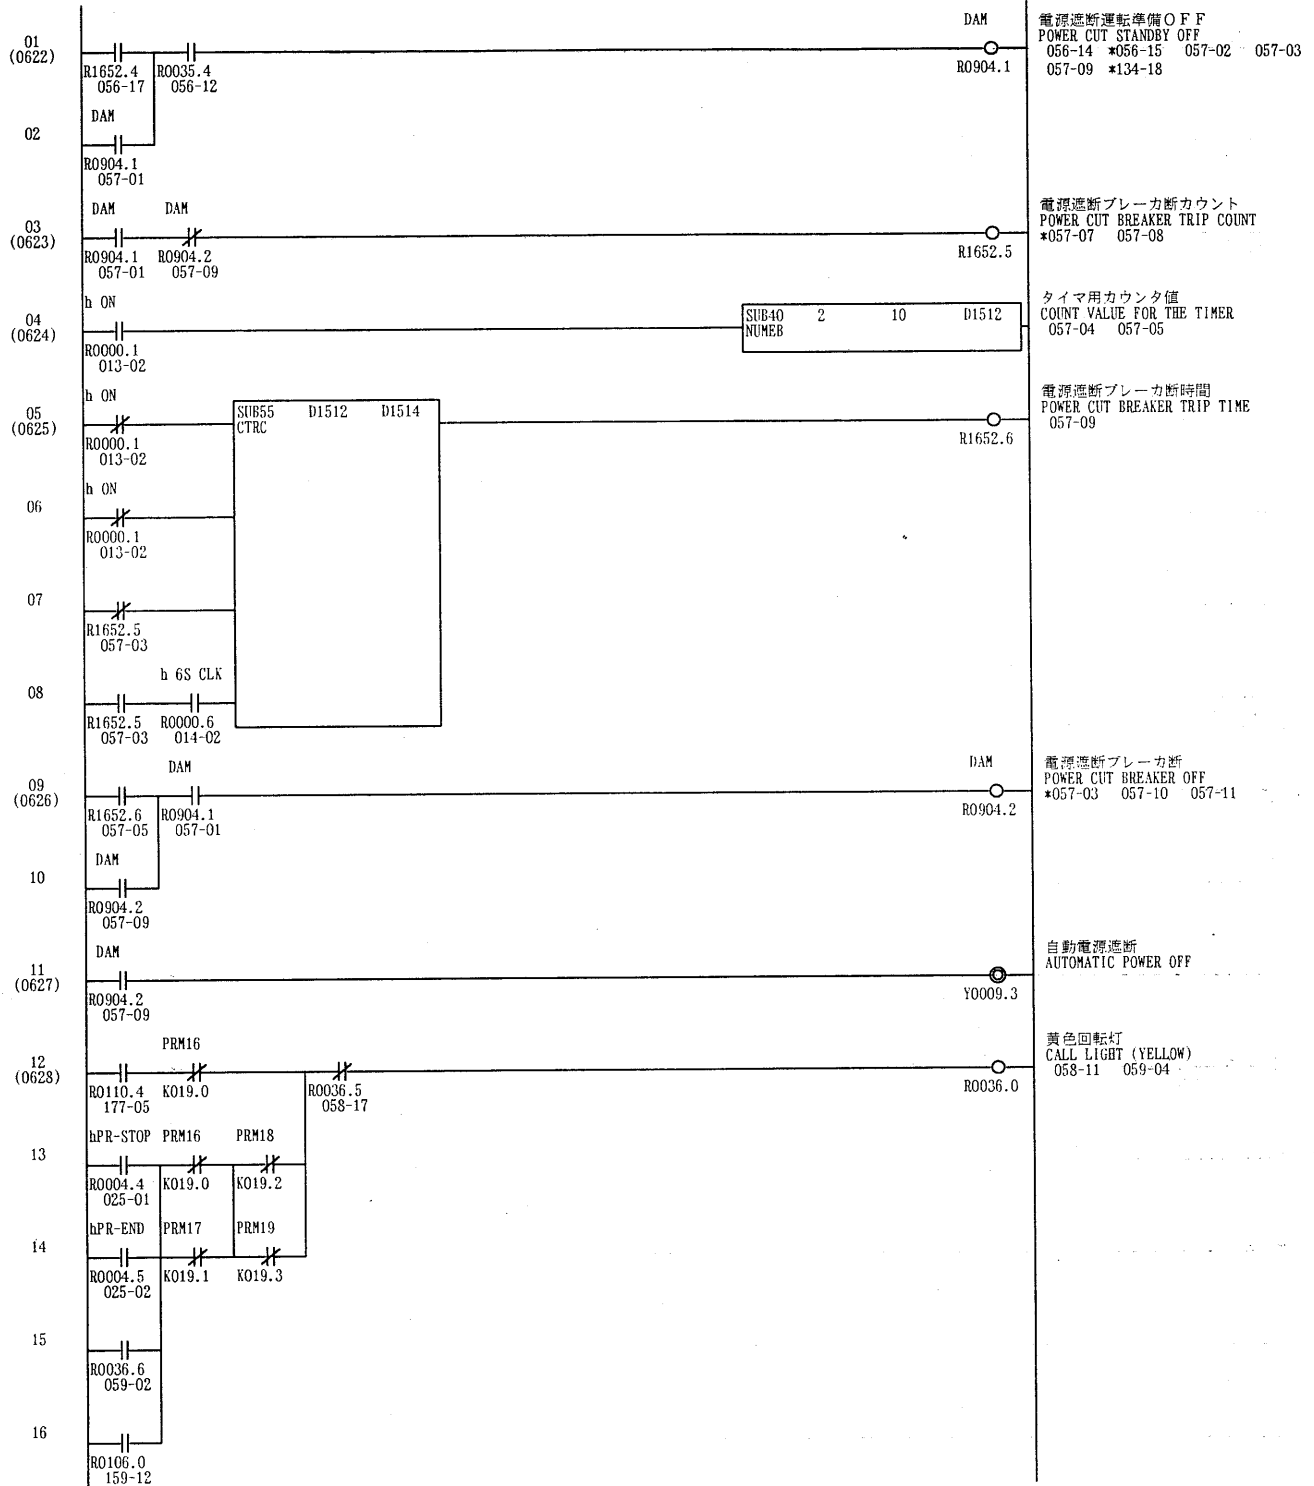 DAM 電源遮断運転準備OFF
01 POWER CUT STANDBY OFF
(0622) 056-14 *056-15 057-02 057-03
R1652.4 R0035.4 R0904.1 057-09 *134-18
056-17 056-12
DAM
02
R0904.1
057-01
DAM DAM 電源遮断ブレーカ断カウント
03 POWER CUT BREAKER TRIP COUNT
(0623) *057-07 057-08
R0904.1 R0904.2 R1652.5
057-01 057-09
h ON タイマ用カウンタ値
04 SUB40 2 10 D1512 COUNT VALUE FOR THE TIMER
(0624) NUMEB 057-04 057-05
R0000.1
013-02
h ON 電源遮断ブレーカ断時間
05 SUB55 D1512 D1514 POWER CUT BREAKER TRIP TIME
(0625) CTRC 057-09
R0000.1 R1652.6
013-02
h ON
06
R0000.1
013-02
07
R1652.5
057-03
h 6S CLK
08
R1652.5 R0000.6
057-03 014-02
DAM DAM 電源遮断ブレーカ断
09 POWER CUT BREAKER OFF
(0626) *057-03 057-10 057-11
R1652.6 R0904.1 R0904.2
057-05 057-01
DAM
10
R0904.2
057-09
DAM 自動電源遮断
11 AUTOMATIC POWER OFF
(0627)
R0904.2 Y0009.3
057-09
PRM16 黄色回転灯
12 CALL LIGHT (YELLOW)
(0628) 058-11 059-04
R0110.4 K019.0 R0036.5 R0036.0
177-05 058-17
hPR-STOP PRM16 PRM18
13
R0004.4 K019.0 K019.2
025-01
hPR-END PRM17 PRM19
14
R0004.5 K019.1 K019.3
025-02
15
R0036.6
059-02
16
R0106.0
159-12